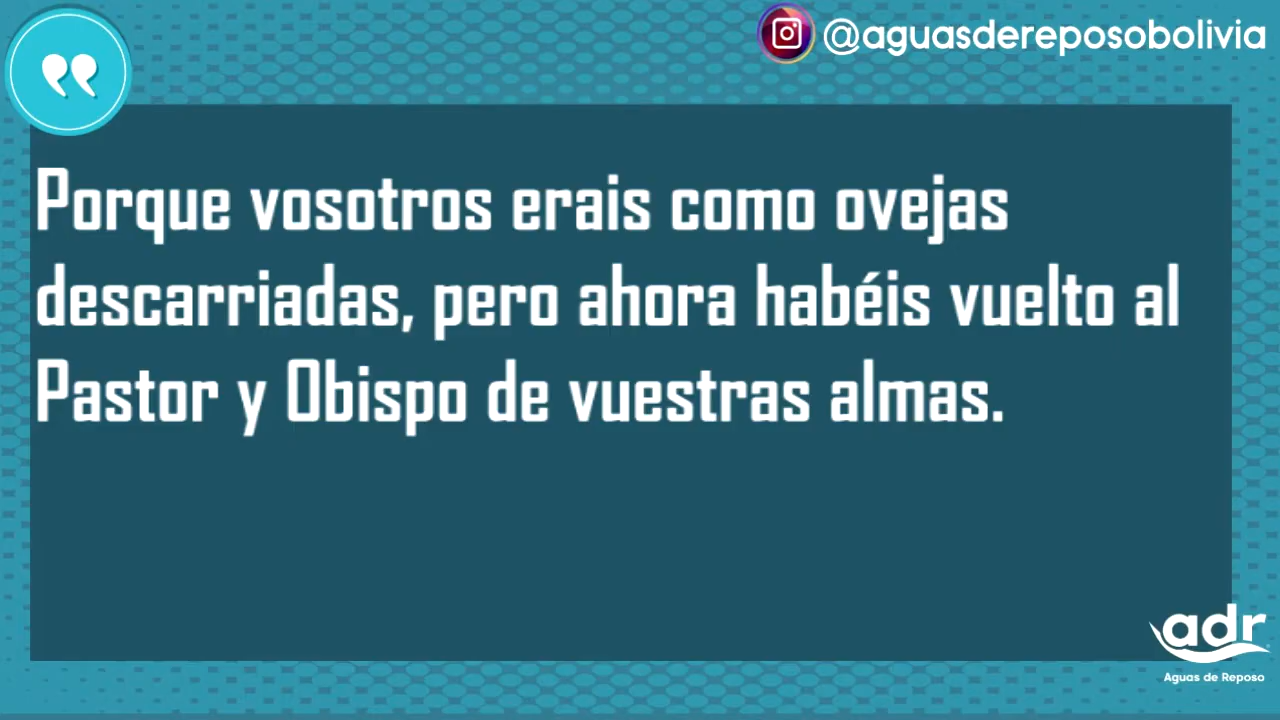 @aguasdereposobolivia
Porque vosotros erais como ovejas
descarriadas, pero ahora habéis vuelto al
Pastor y Obispo de vuestras almas.
adr
Aguas de Reposo